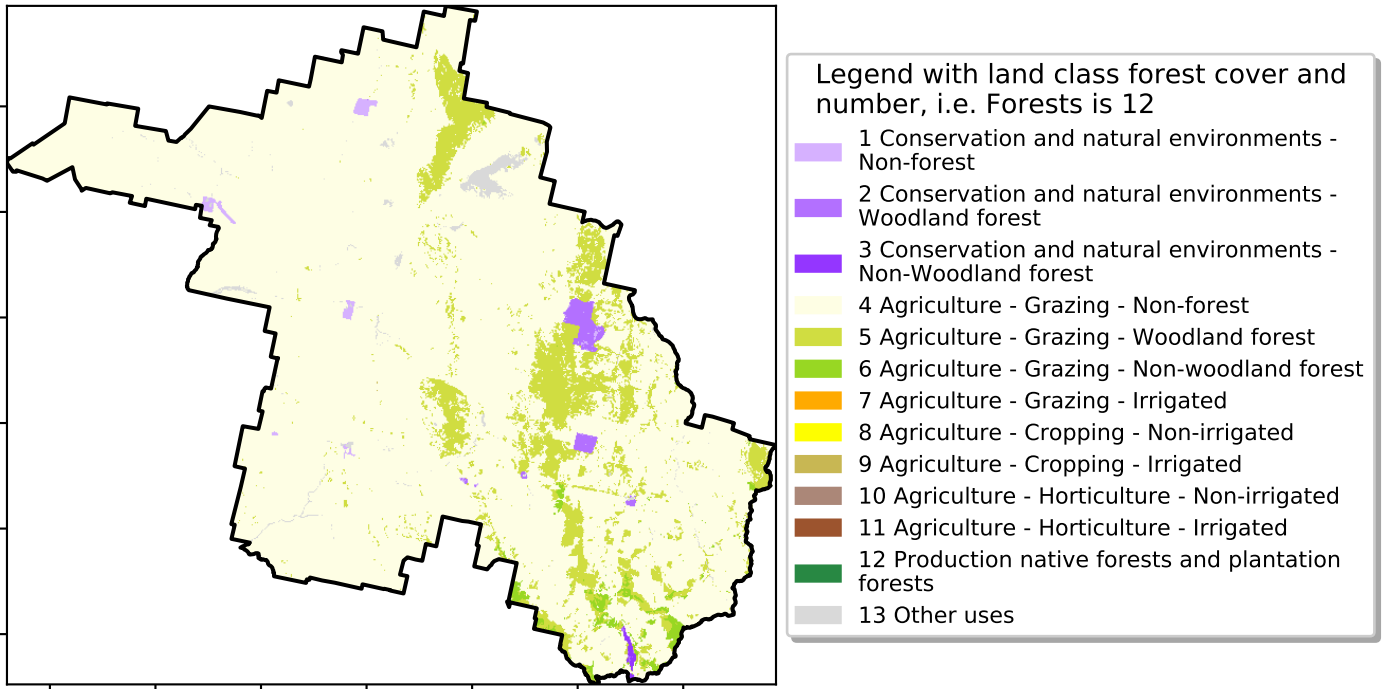 Legend with land class forest cover and
number, i.e. Forests is 12
1 Conservation and natural environments -
Non-forest
2 Conservation and natural environments -
Woodland forest
3 Conservation and natural environments -
Non-Woodland forest
4 Agriculture - Grazing - Non-forest
5 Agriculture - Grazing - Woodland forest
6 Agriculture - Grazing - Non-woodland forest
7 Agriculture - Grazing - Irrigated
8 Agriculture - Cropping - Non-irrigated
9 Agriculture - Cropping - Irrigated
10 Agriculture - Horticulture - Non-irrigated
11 Agriculture - Horticulture - Irrigated
12 Production native forests and plantation
forests
13 Other uses